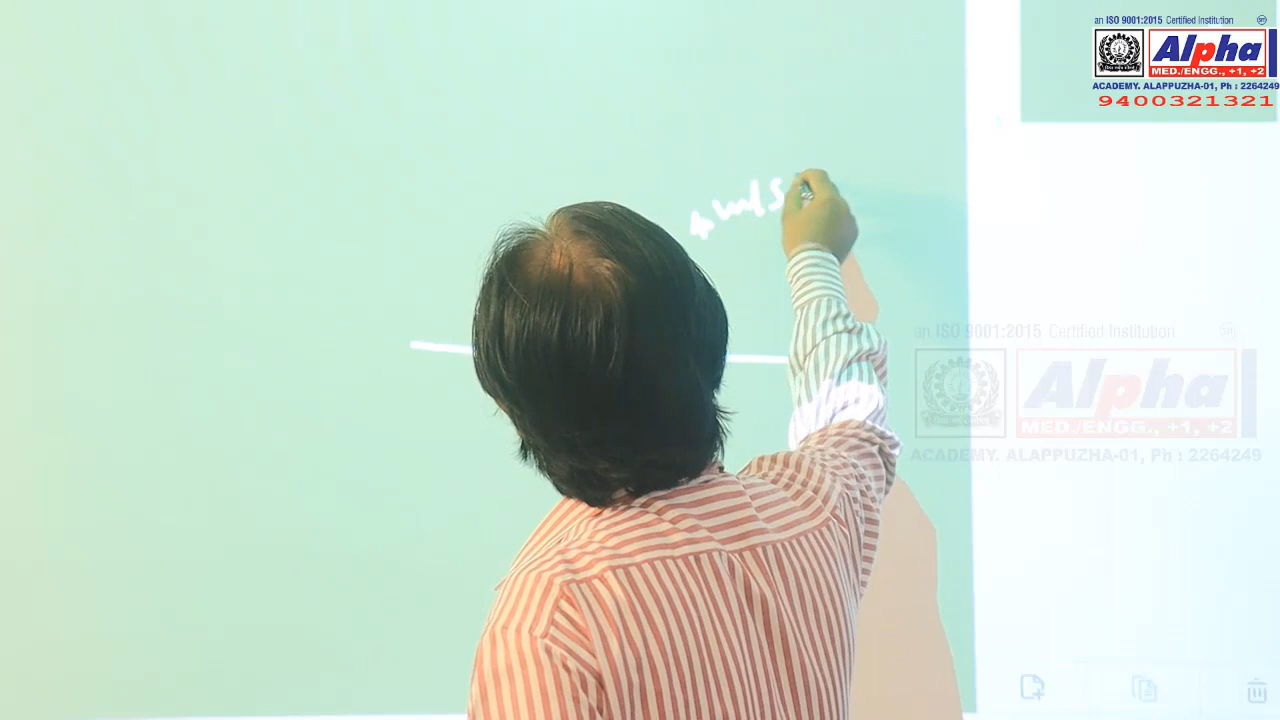 an ISO 9001:2015 Certified Institution
Alpha
MED./ENGG., +1, +2
ACADEMY. ALAPPUZHA-01, Ph : 2264249
9400321321
4 m/s
an ISO 9001:2015 Certified Institution
Alpha
MED./ENGG., +1, +2
ACADEMY. ALAPPUZHA-01, Ph : 2264249